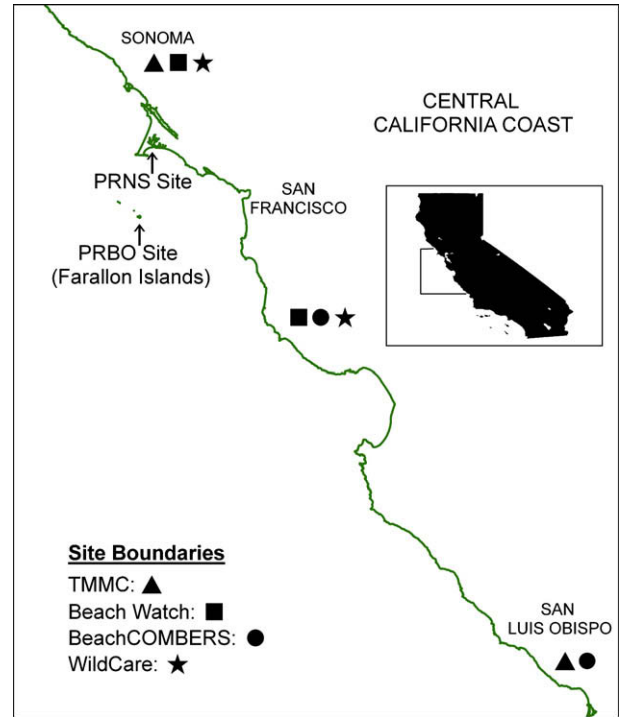 SONOMA
CENTRAL
CALIFORNIA COAST
PRNS Site
SAN
FRANCISCO
PRBO Site
(Farallon Islands)
Site Boundaries
TMMC:
Beach Watch:
BeachCOMBERS:
WildCare:
SAN
LUIS OBISPO